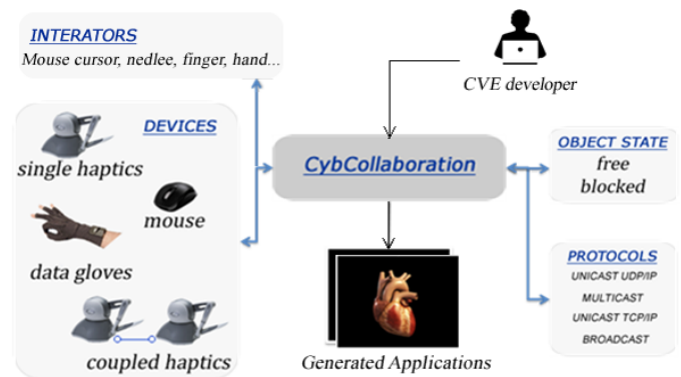 INTERATORS
Mouse cursor, nedlee, finger, hand...
CVE developer
DEVICES
single haptics
mouse
data gloves
coupled haptics
CybCollaboration
Generated Applications
OBJECT STATE
free
blocked
PROTOCOLS
UNICAST UDP/IP
MULTICAST
UNICAST TCP/IP
BROADCAST